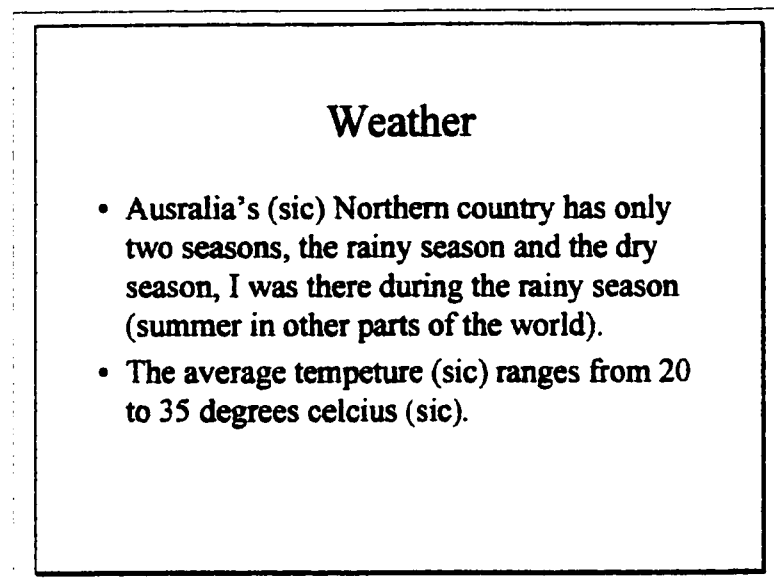 Weather
• Ausralia's (sic) Northern country has only
two seasons, the rainy season and the dry
season, I was there during the rainy season
(summer in other parts of the world).
• The average tempeture (sic) ranges from 20
to 35 degrees celcius (sic).